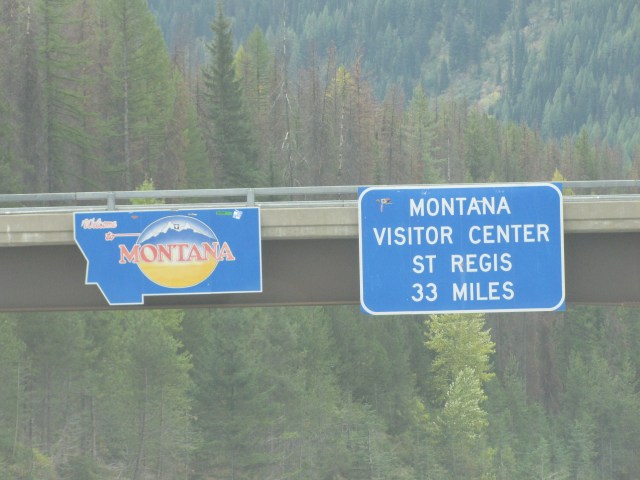 Welcome
to
MONTANA
MONTANA
VISITOR CENTER
ST REGIS
33 MILES